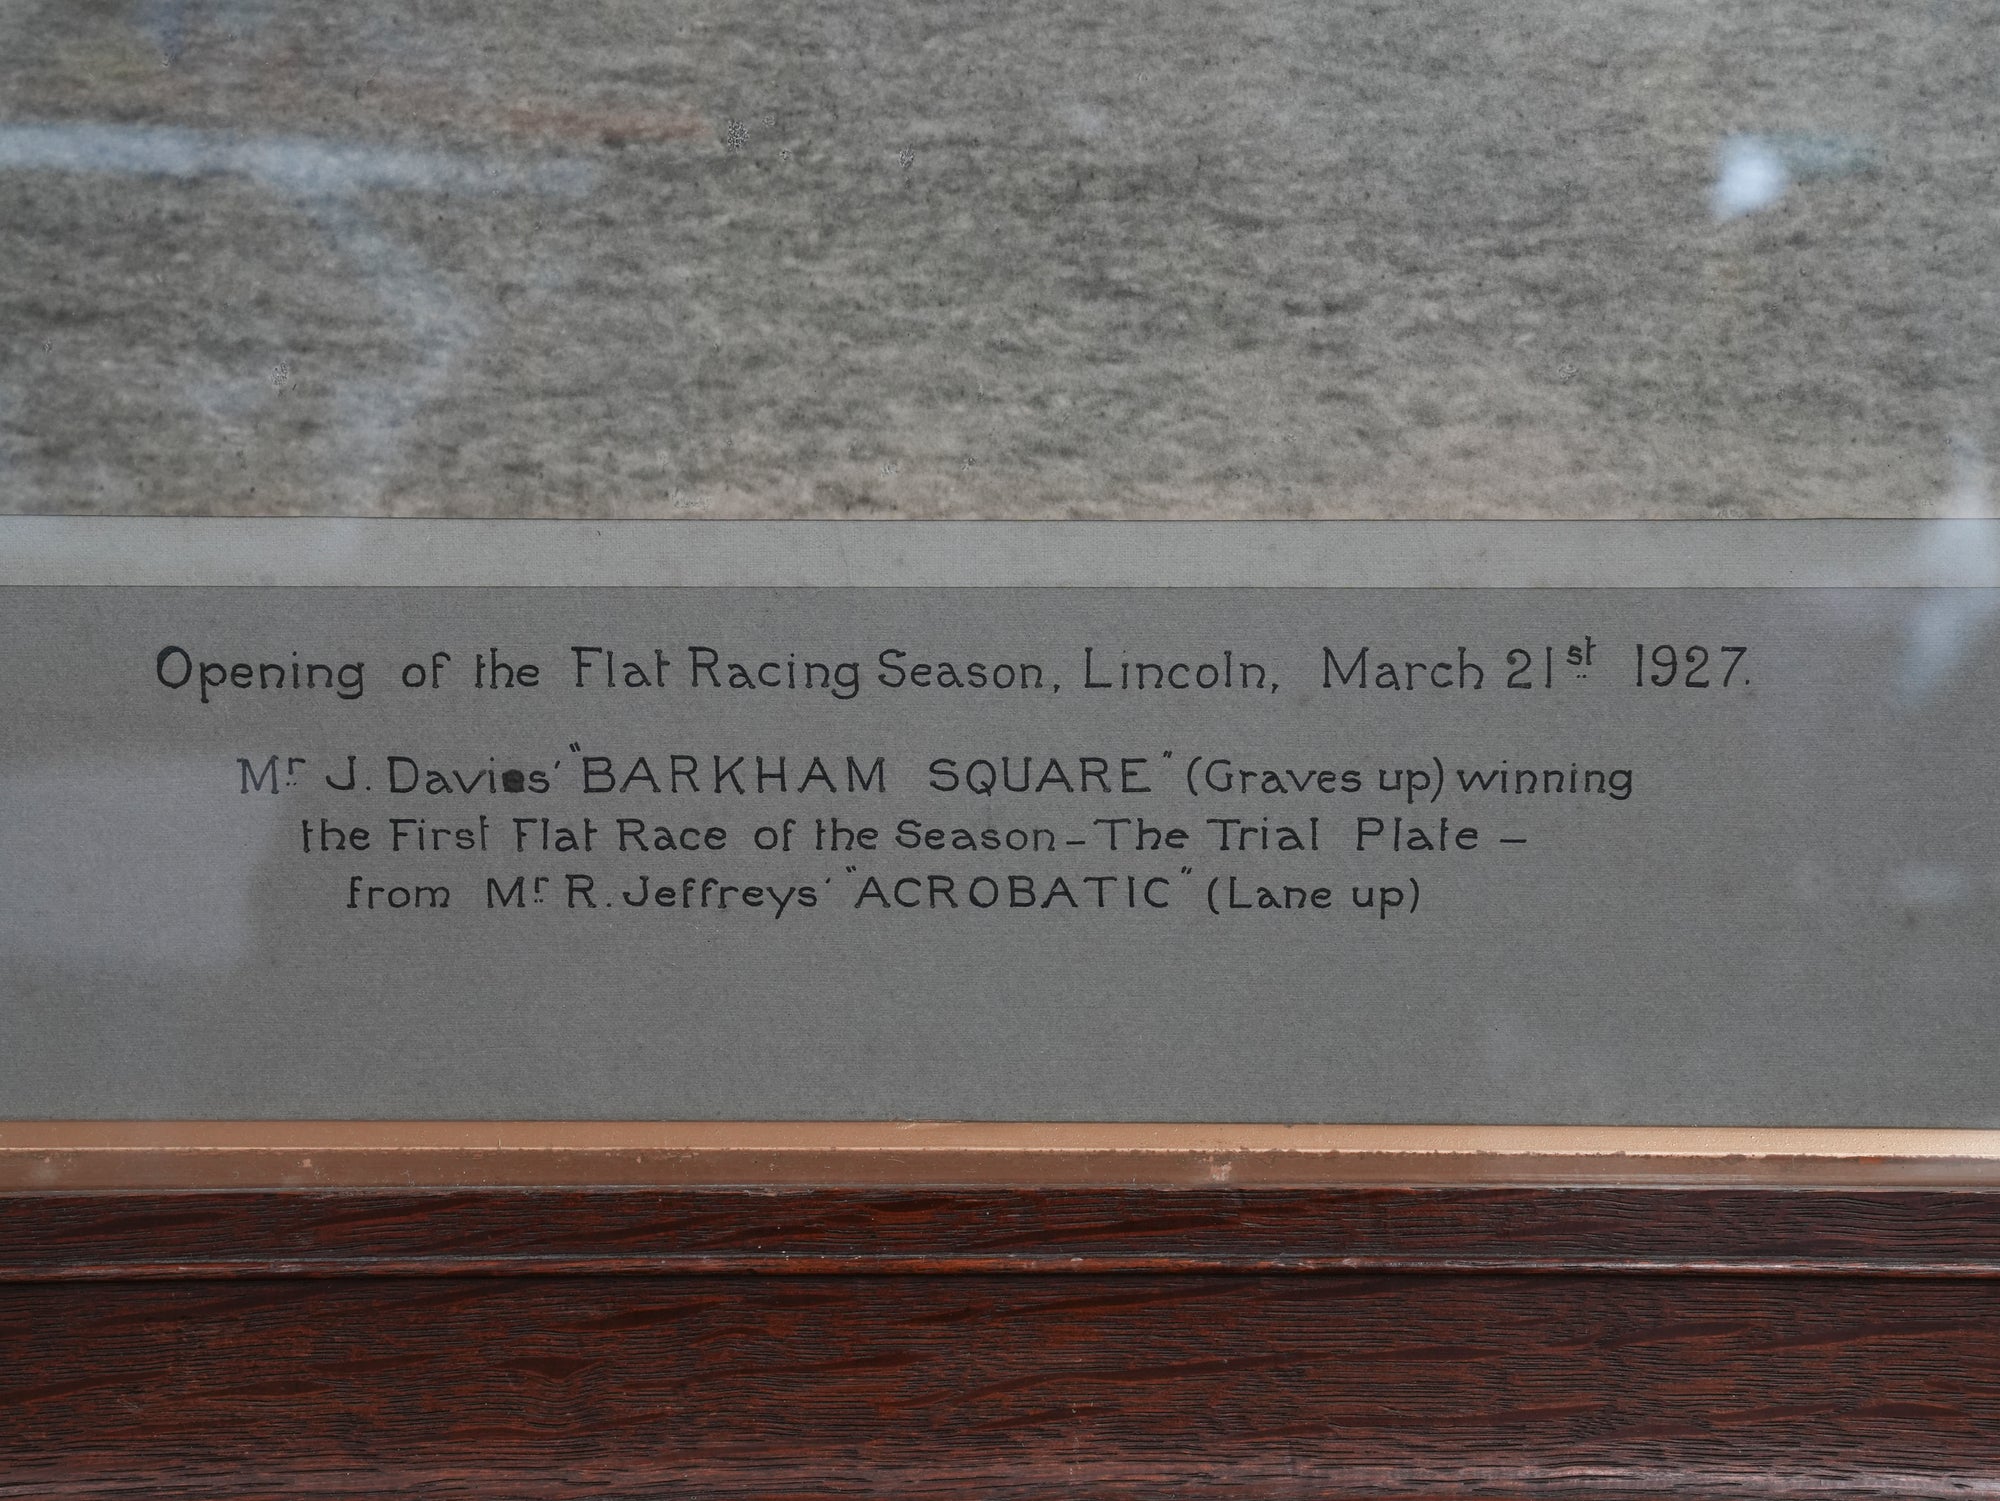 Opening of the Flat Racing Season, Lincoln, March 21st 1927.
Mr J. Davies' "BARKHAM SQUARE" (Graves up) winning
the First Flat Race of the Season – The Trial Plate –
from Mr R. Jeffreys' "ACROBATIC" (Lane up)